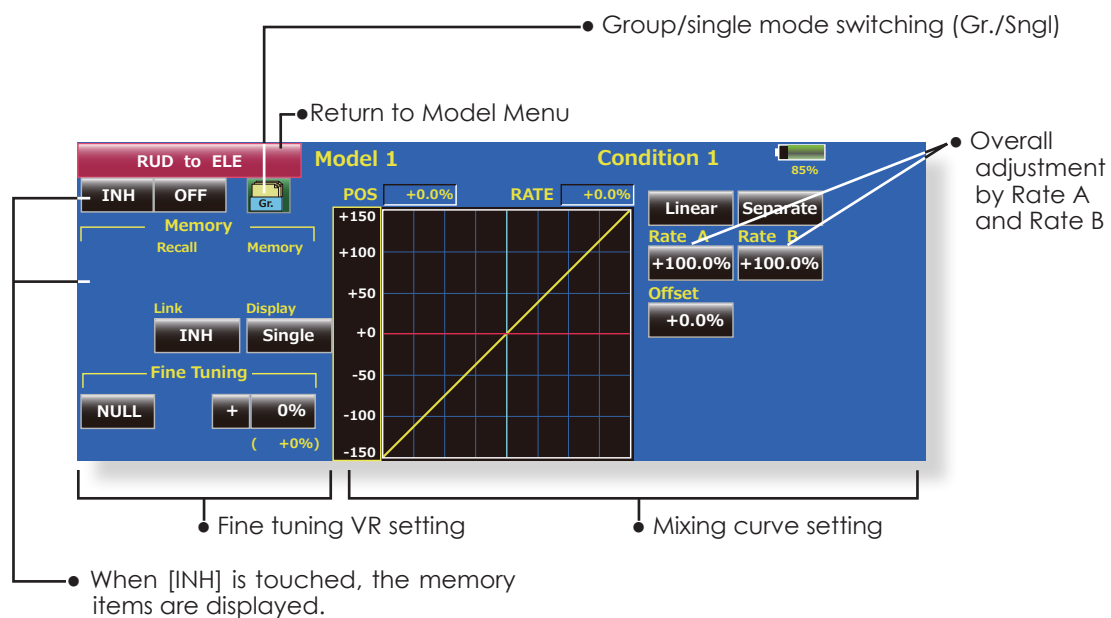 ● Group/single mode switching (Gr./Sngl)
● Return to Model Menu
RUD to ELE
Model 1
Condition 1
85%
● Overall
adjustment
by Rate A
and Rate B
INH
OFF
Gr.
POS
+0.0%
RATE
+0.0%
Linear
Separate
Memory
Recall
Memory
Rate A
Rate B
+100.0%
+100.0%
Offset
+0.0%
Link
Display
INH
Single
Fine Tuning
NULL
+
0%
( +0%)
+150
+100
+50
+0
-50
-100
-150
● Fine tuning VR setting
● Mixing curve setting
● When [INH] is touched, the memory
items are displayed.